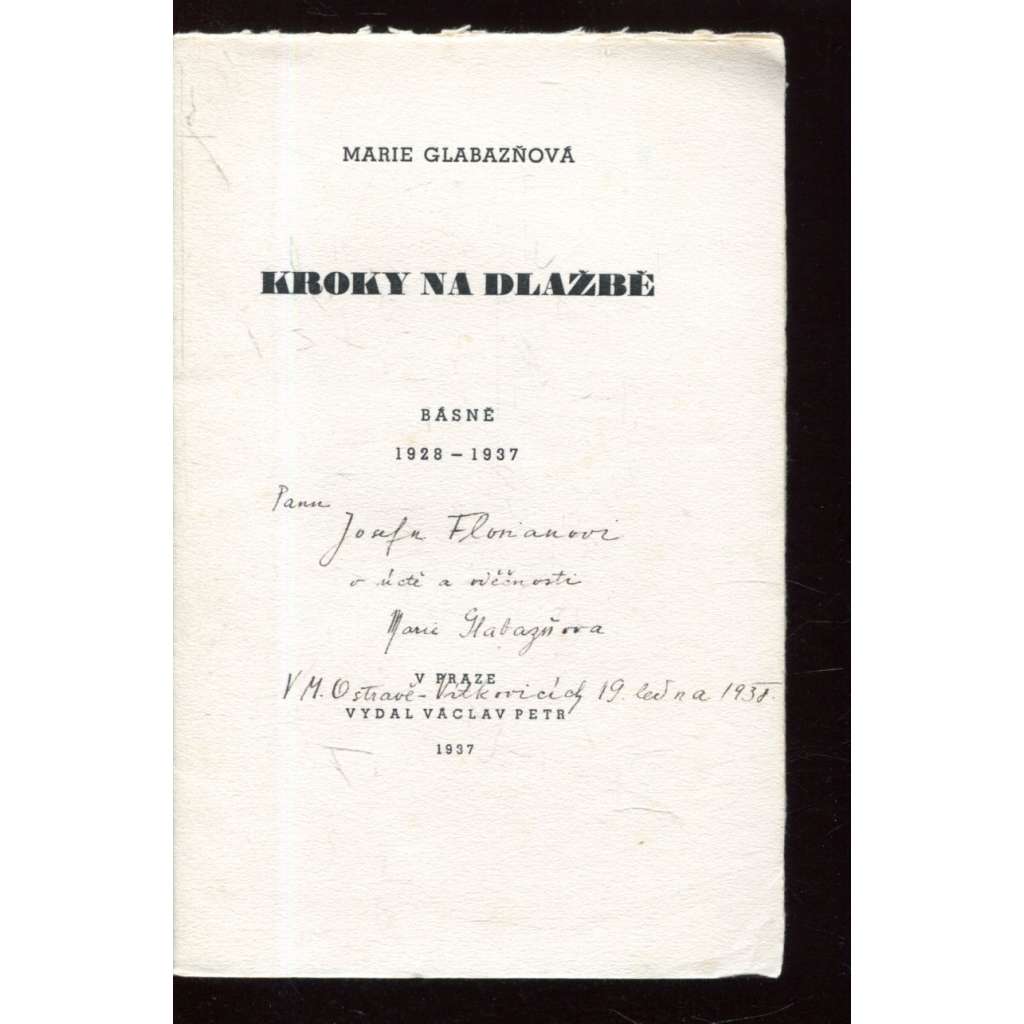 MARIE GLABAZŇOVÁ
KROKY NA DLAŽBĚ
BÁSNĚ
1928 – 1937
Panu
Josefu Florianovi
v úctě a vděčnosti
Marie Glabazňova
V PRAZE
V M. Ostravě-Vítkovicích 19. ledna 1938.
VYDAL VÁCLAV PETR
1937